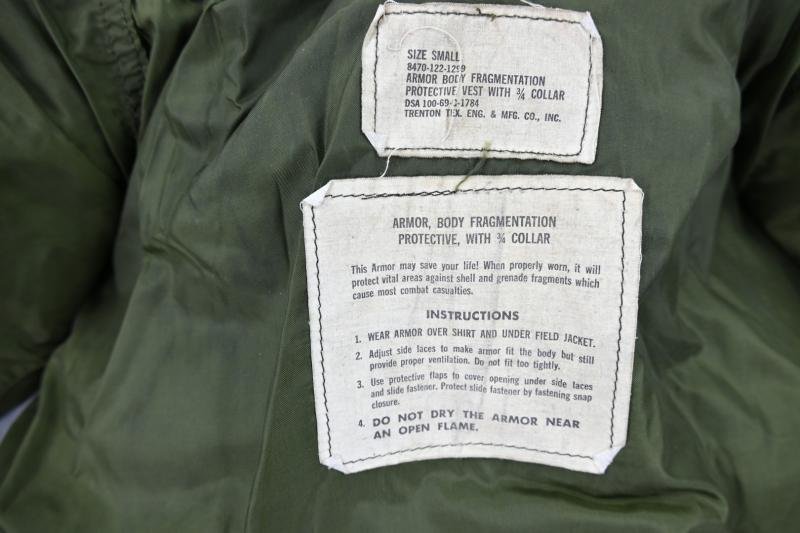 SIZE SMALL
8470-122-1299
ARMOR BODY FRAGMENTATION
PROTECTIVE VEST WITH ¾ COLLAR
DSA 100-69-C-1784
TRENTON TEX. ENG. & MFG. CO., INC.
ARMOR, BODY FRAGMENTATION
PROTECTIVE, WITH ¾ COLLAR
This Armor may save your life! When properly worn, it will
protect vital areas against shell and grenade fragments which
cause most combat casualties.
INSTRUCTIONS
1. WEAR ARMOR OVER SHIRT AND UNDER FIELD JACKET.
2. Adjust side laces to make armor fit the body but still
provide proper ventilation. Do not fit too tightly.
3. Use protective flaps to cover opening under side laces
and slide fastener. Protect slide fastener by fastening snap
closure.
4. DO NOT DRY THE ARMOR NEAR
AN OPEN FLAME.